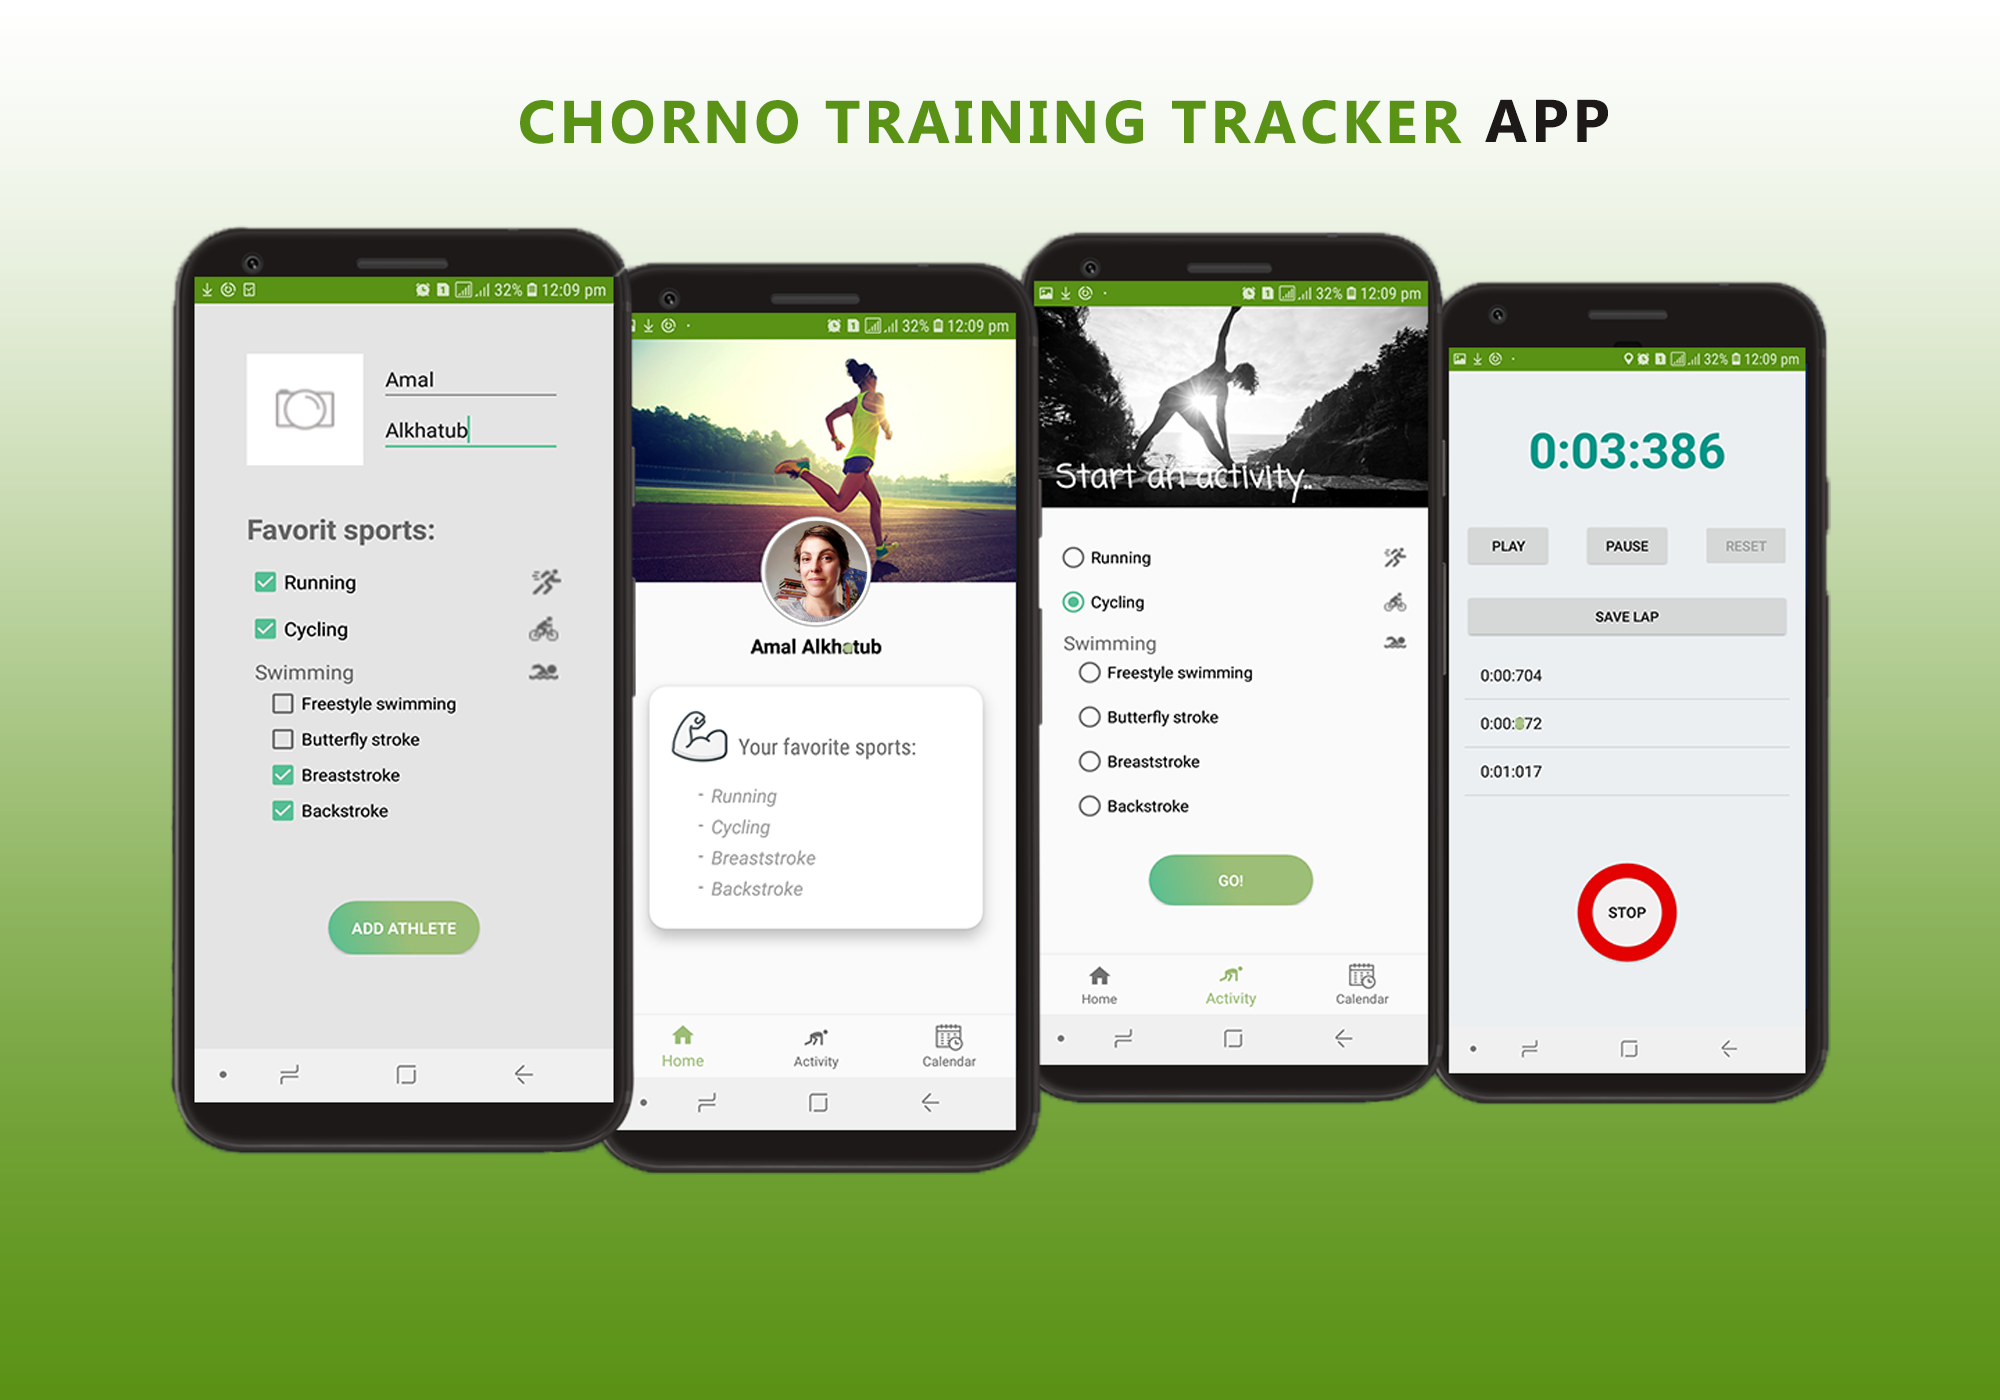 CHORNO TRAINING TRACKER APP
32% 12:09 pm
Amal
Alkhatub
Favorit sports:
Running
Cycling
Swimming
Freestyle swimming
Butterfly stroke
Breaststroke
Backstroke
ADD ATHLETE
32% 12:09 pm
Amal Alkhatub
Your favorite sports:
- Running
- Cycling
- Breaststroke
- Backstroke
Home Activity Calendar
32% 12:09 pm
Start an activity..
Running
Cycling
Swimming
Freestyle swimming
Butterfly stroke
Breaststroke
Backstroke
GO!
Home Activity Calendar
32% 12:09 pm
0:03:386
PLAY PAUSE RESET
SAVE LAP
0:00:704
0:01:017
STOP